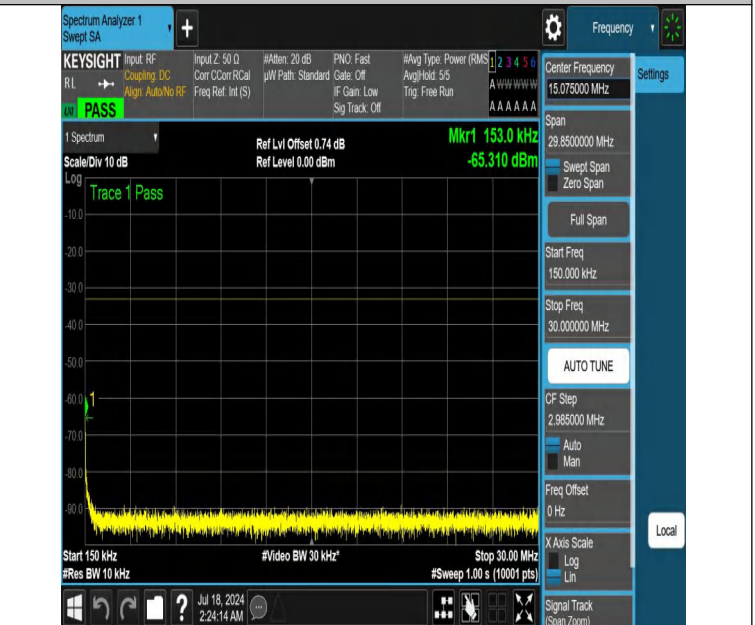 Spectrum Analyzer 1
Swept SA
+
Frequency
KEYSIGHT
RL
PASS
Input: RF
Coupling: DC
Align: Auto/No RF
Input Z: 50 Ω
Corr CCorr RCal
Freq Ref: Int (S)
#Atten: 20 dB
µW Path: Standard
PNO: Fast
Gate: Off
IF Gain: Low
Sig Track: Off
#Avg Type: Power (RMS
Avg|Hold: 5/5
Trig: Free Run
1 2 3 4 5 6
A W W W W W
A A A A A A
1 Spectrum
Scale/Div 10 dB
Log
Ref Lvl Offset 0.74 dB
Ref Level 0.00 dBm
Mkr1 153.0 kHz
-65.310 dBm
Trace 1 Pass
-10.0
-20.0
-30.0
-40.0
-50.0
-60.0
1
-70.0
-80.0
-90.0
Start 150 kHz
#Video BW 30 kHz*
Stop 30.00 MHz
#Res BW 10 kHz
#Sweep 1.00 s (10001 pts)
?
Jul 18, 2024
2:24:14 AM
Center Frequency
15.075000 MHz
Settings
Span
29.8500000 MHz
Swept Span
Zero Span
Full Span
Start Freq
150.000 kHz
Stop Freq
30.000000 MHz
AUTO TUNE
CF Step
2.985000 MHz
Auto
Man
Freq Offset
0 Hz
Local
X Axis Scale
Log
Lin
Signal Track
(Span Zoom)